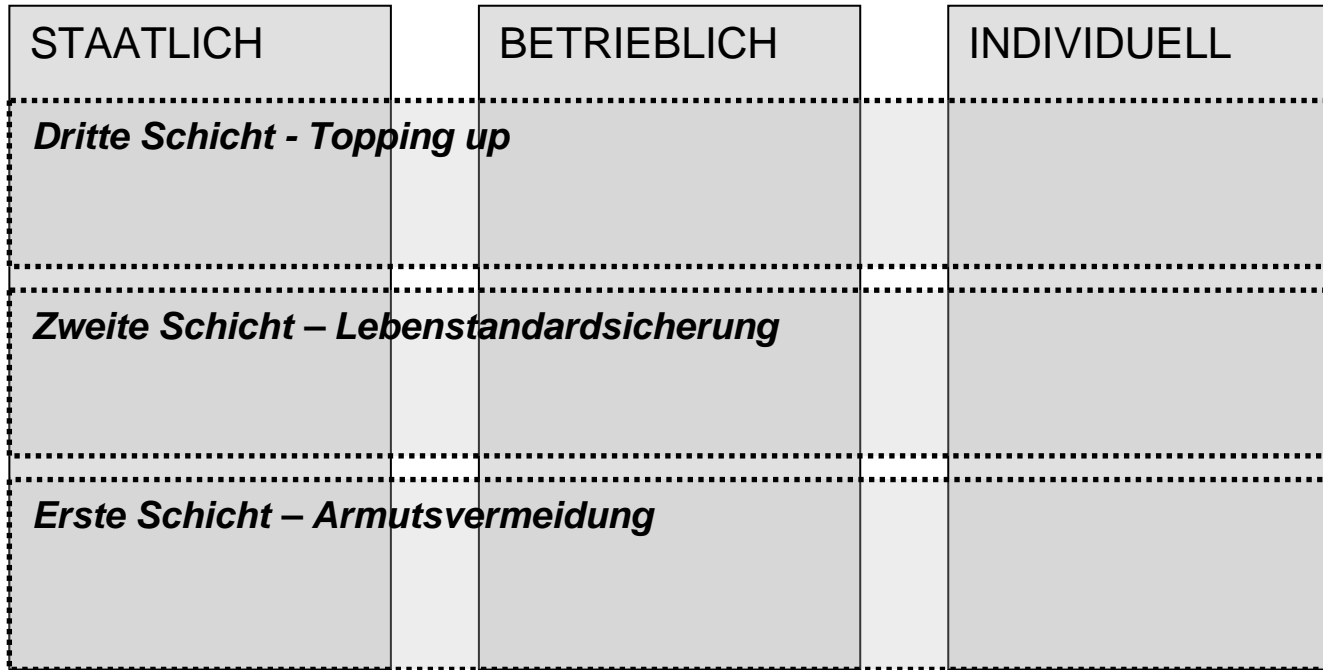 STAATLICH
BETRIEBLICH
INDIVIDUELL
Dritte Schicht - Topping up
Zweite Schicht – Lebenstandardsicherung
Erste Schicht – Armutsvermeidung